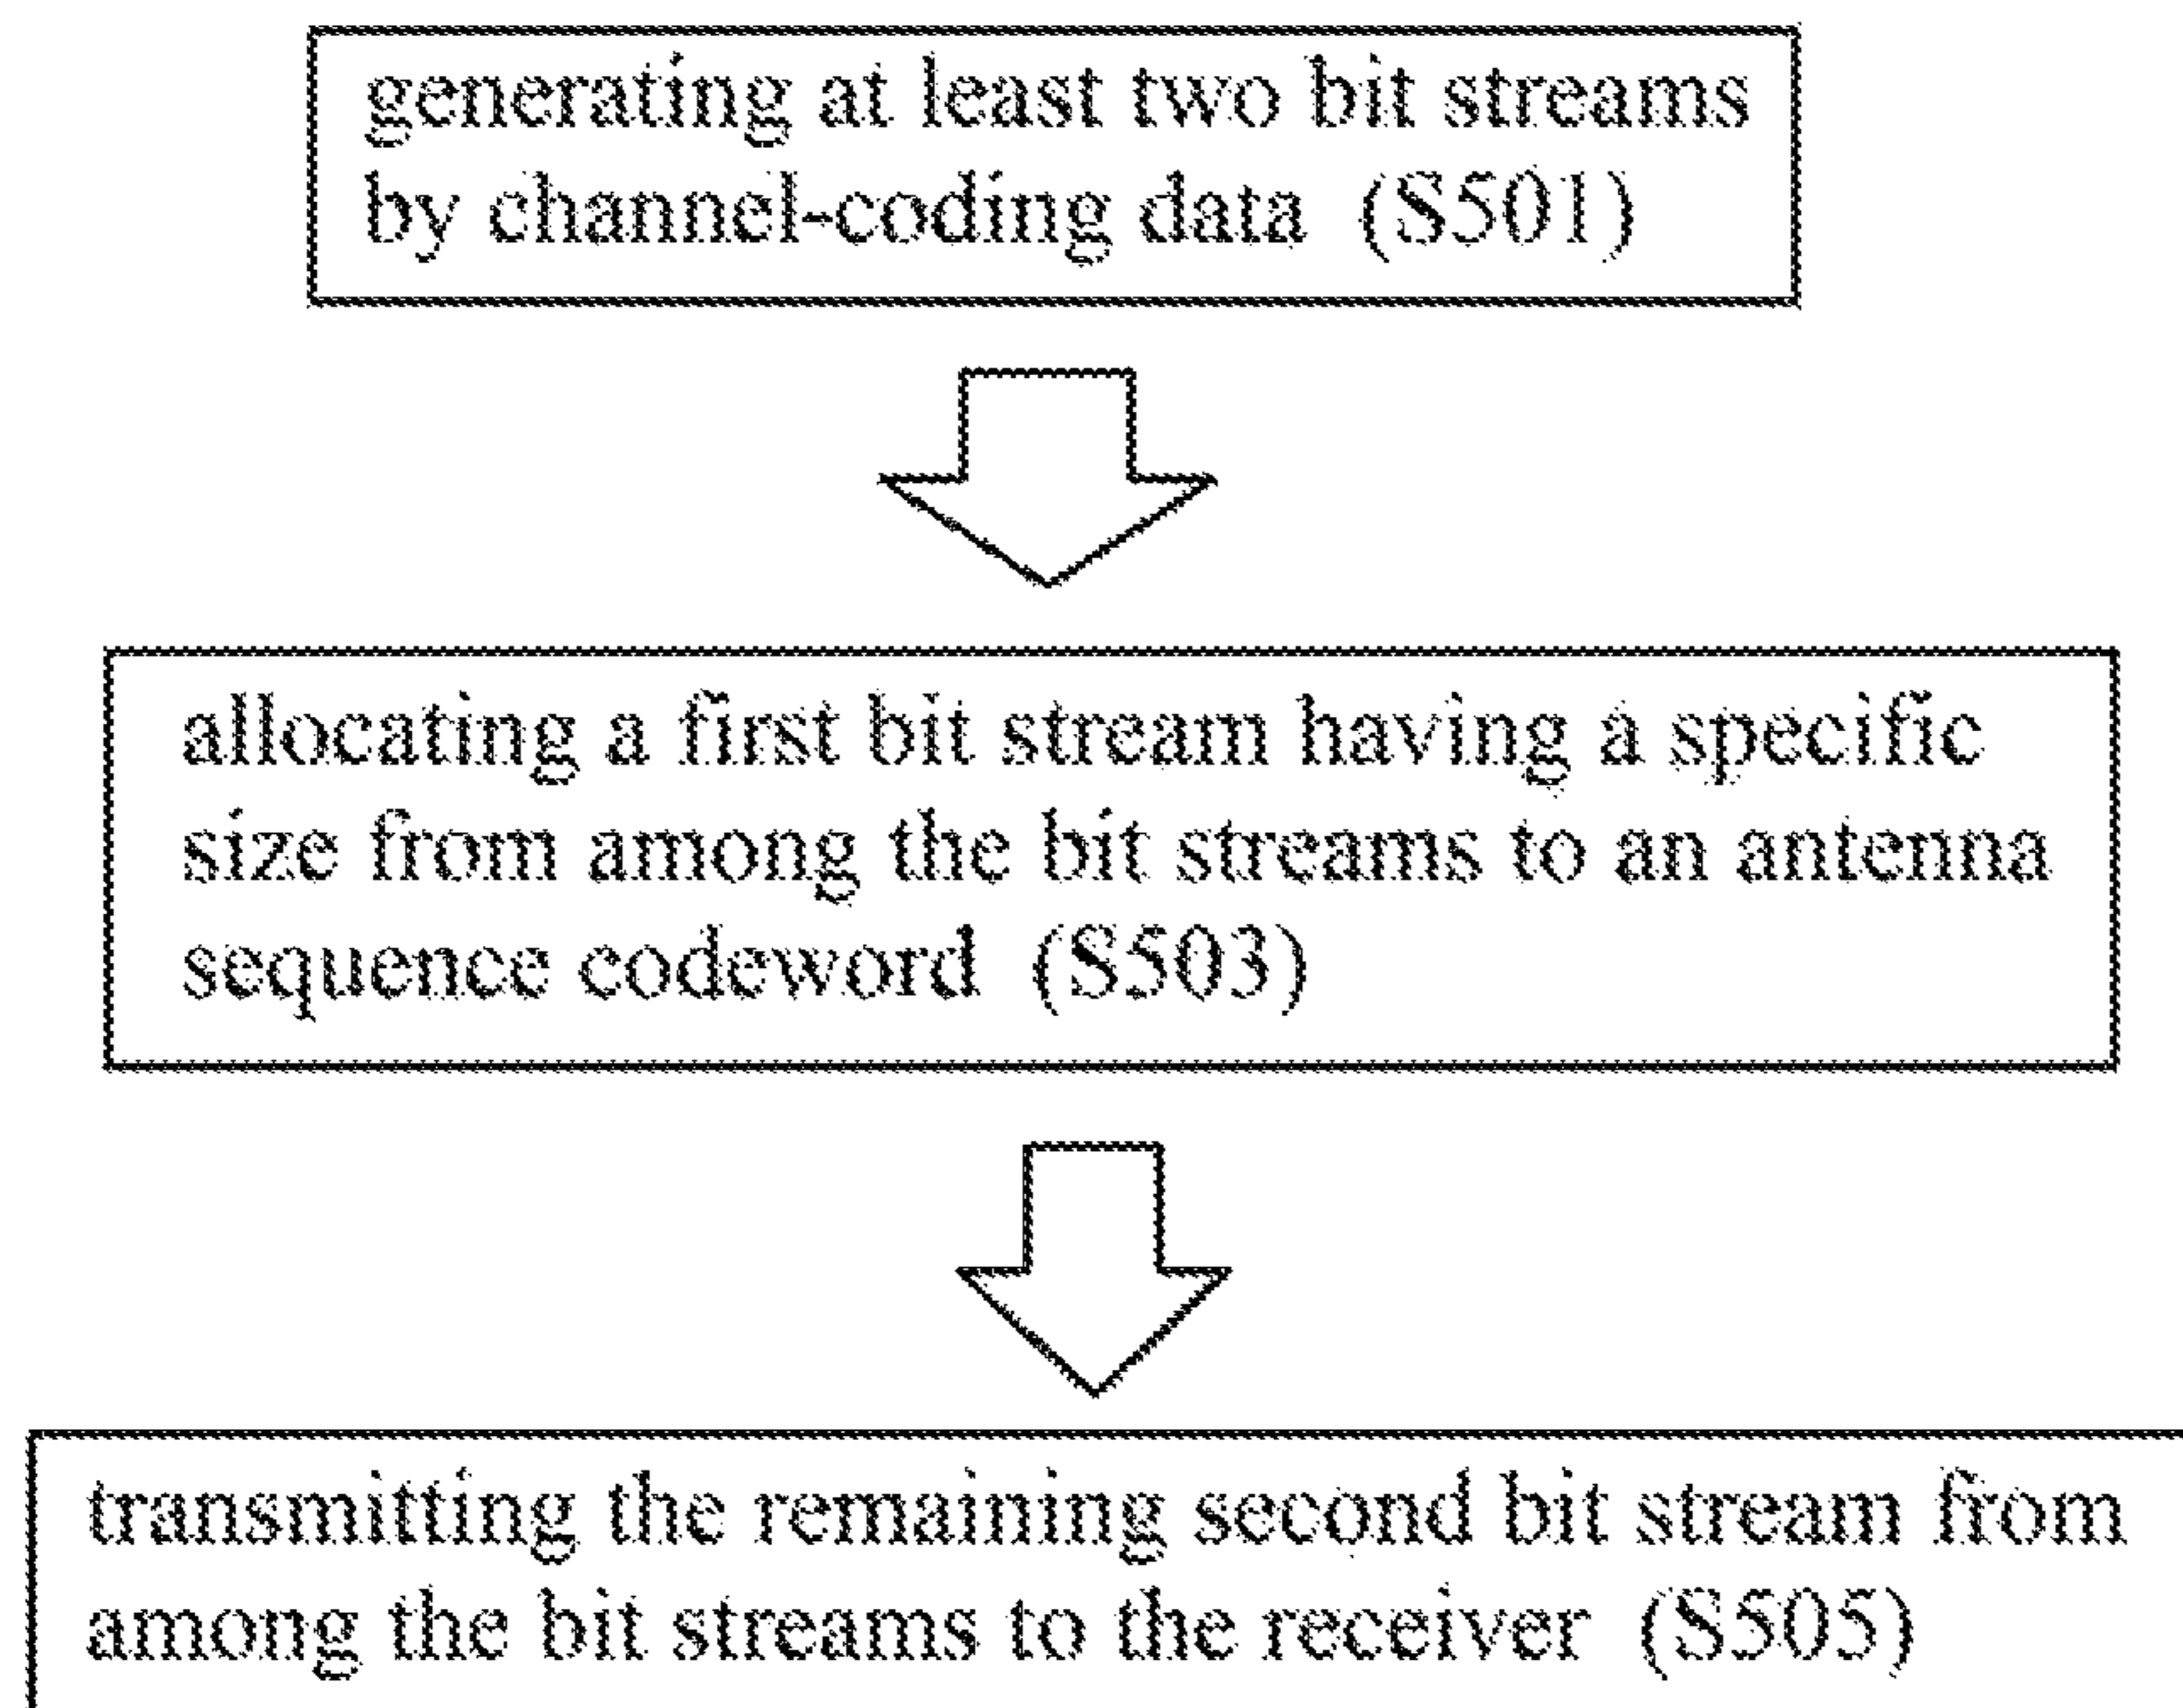 generating at least two bit streams
by channel-coding data (S501)
allocating a first bit stream having a specific
size from among the bit streams to an antenna
sequence codeword (S503)
transmitting the remaining second bit stream from
among the bit streams to the receiver (S505)